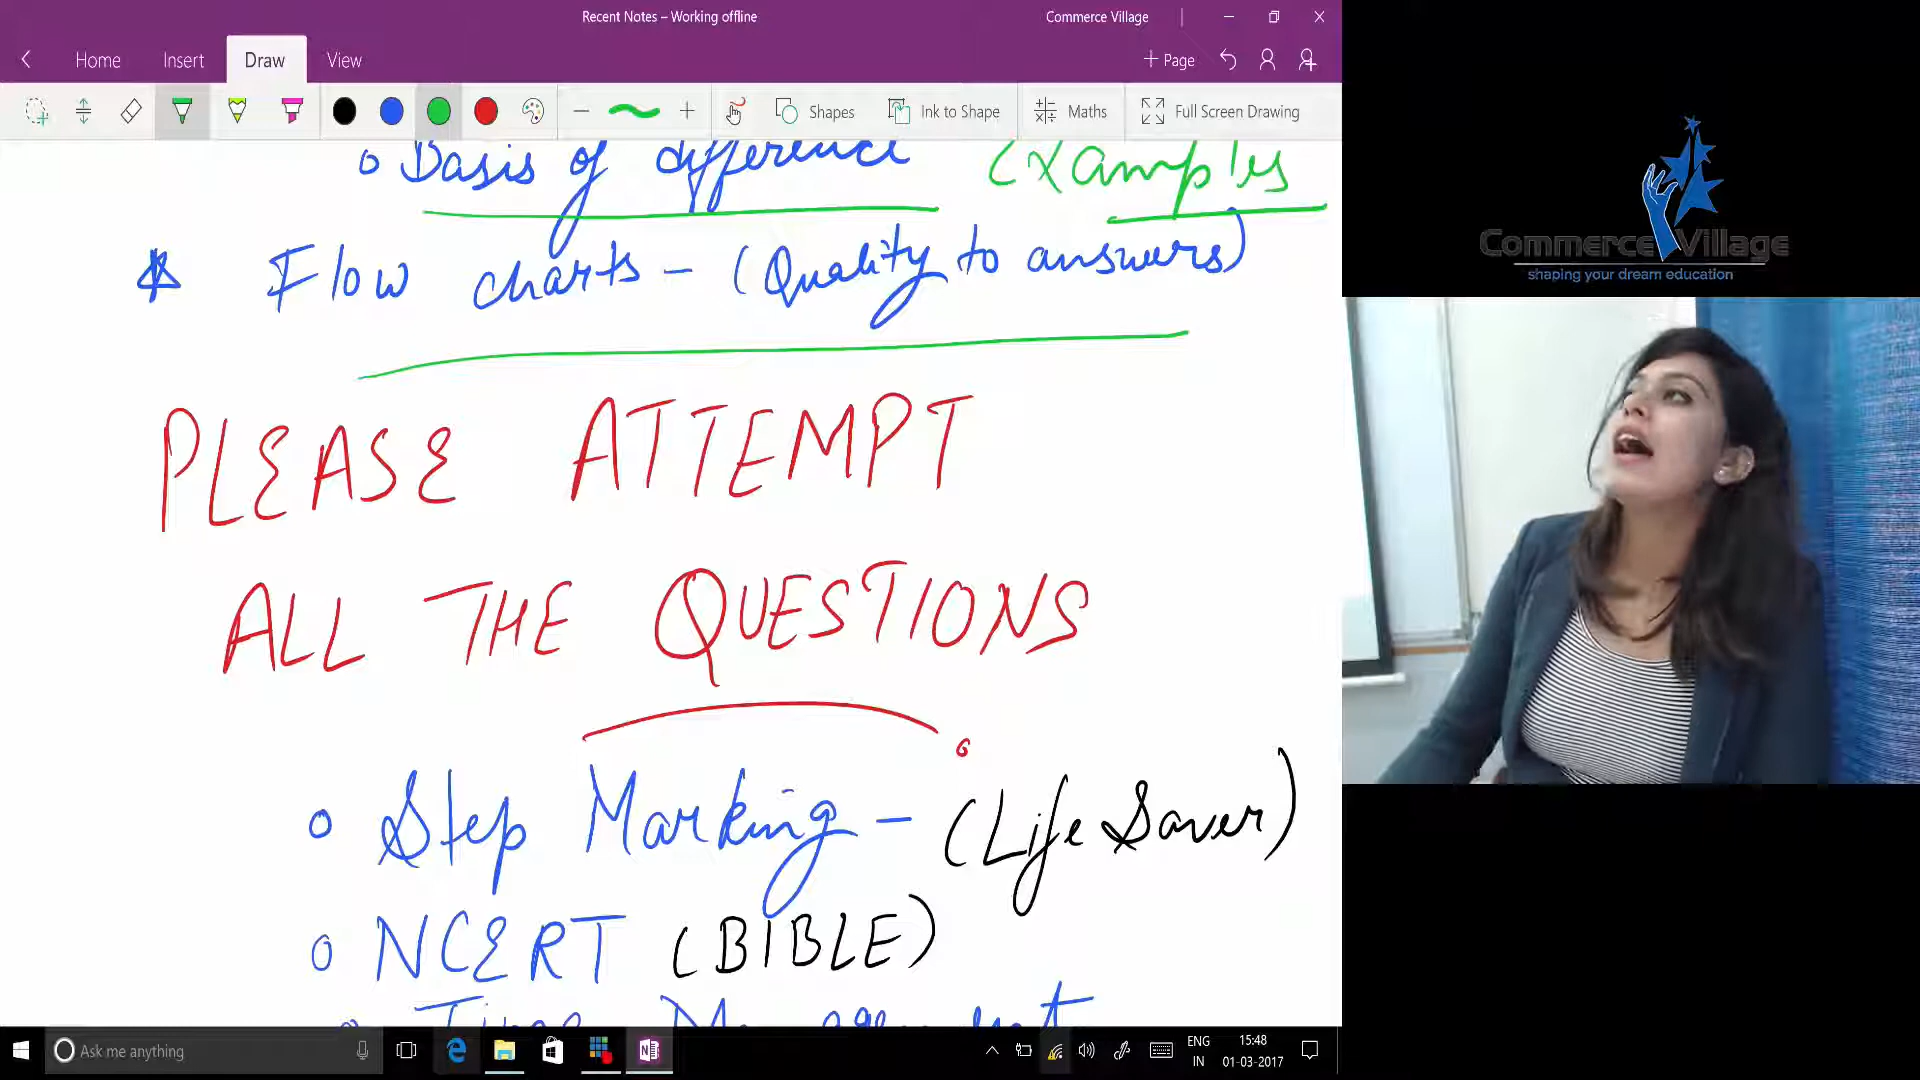 Recent Notes – Working offline
Commerce Village
Home Insert Draw View
Page
Shapes Ink to Shape Maths Full Screen Drawing
Basis of difference Examples
Flow charts – (Quality to answers)
PLEASE ATTEMPT
ALL THE QUESTIONS
Step Marking – (Life Saver)
NCERT (BIBLE)
Time Management
Commerce Village
shaping your dream education
Ask me anything
ENG
IN
15:48
01-03-2017